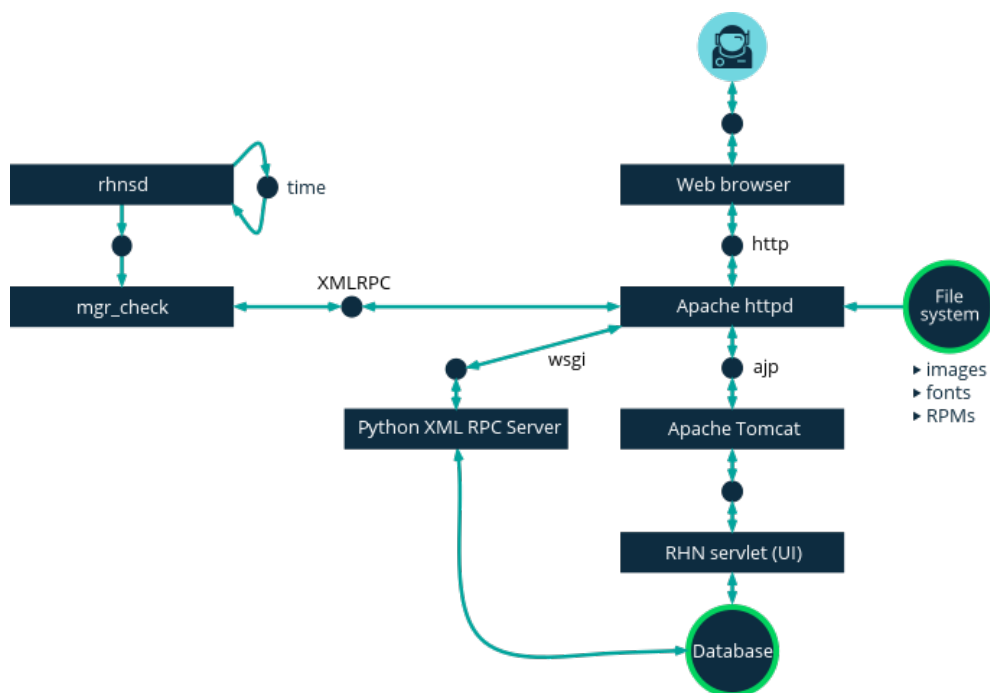 rhnsd
time
Web browser
http
XMLRPC
mgr_check
Apache httpd
File
system
wsgi
ajp
▸ images
▸ fonts
▸ RPMs
Python XML RPC Server
Apache Tomcat
RHN servlet (UI)
Database